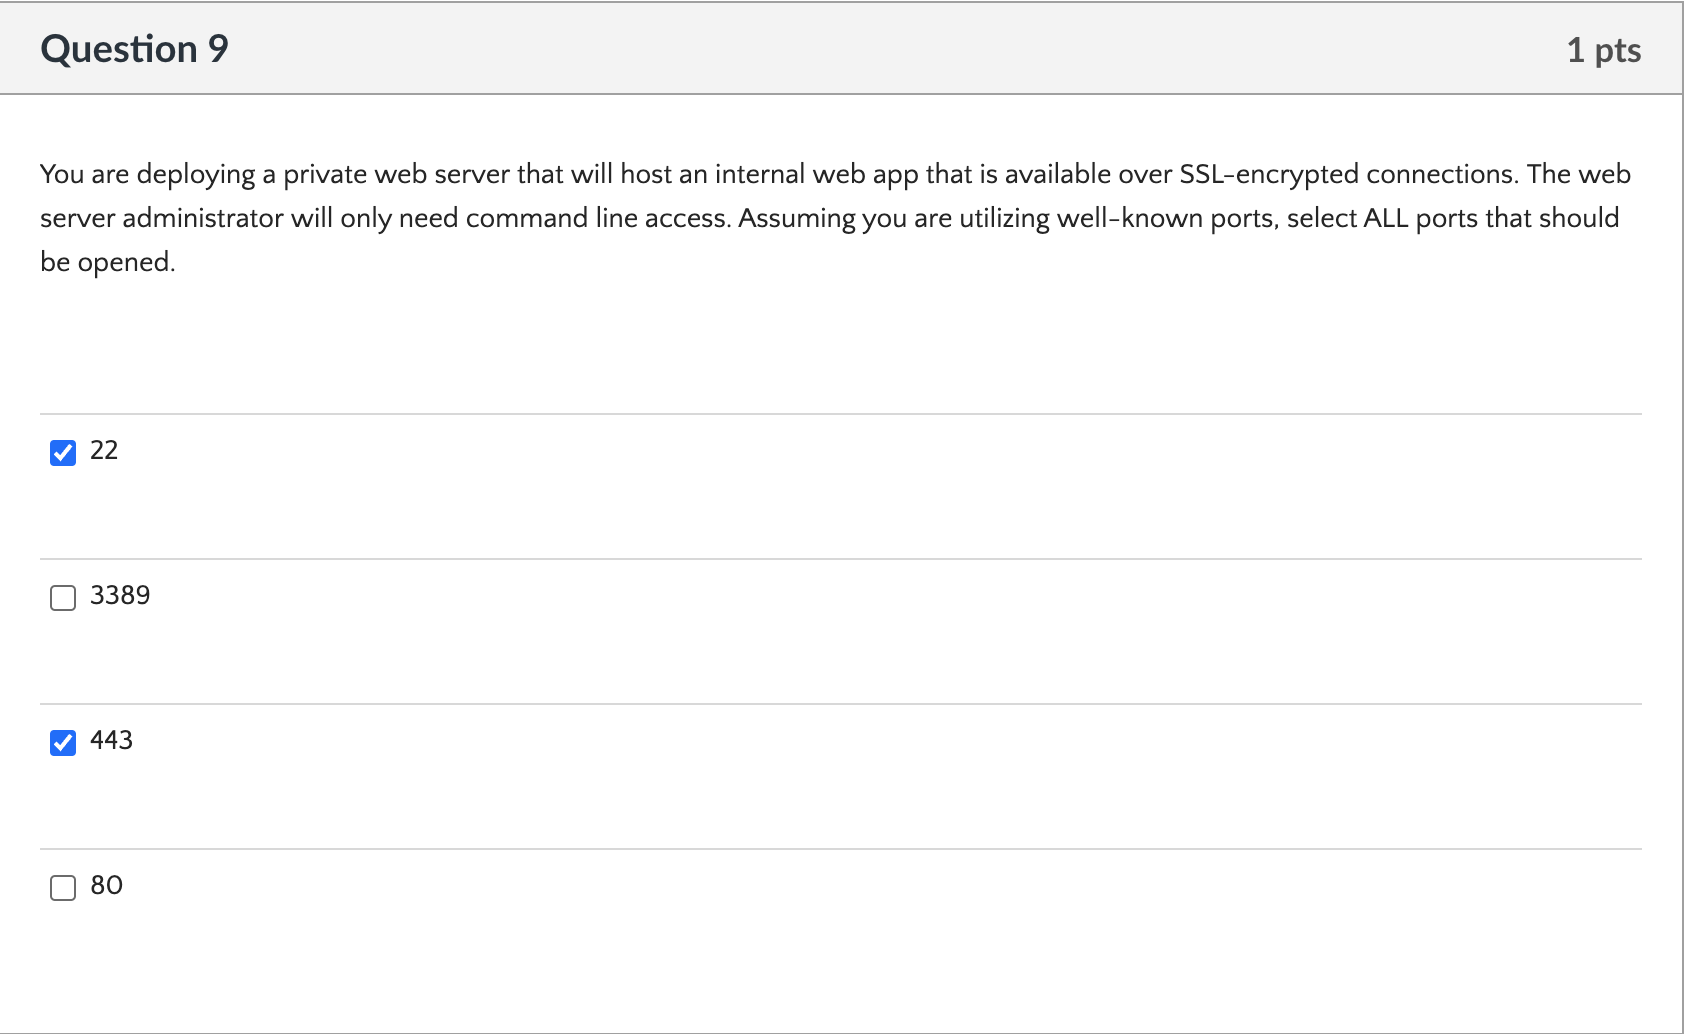 Question 9
1 pts
You are deploying a private web server that will host an internal web app that is available over SSL-encrypted connections. The web
server administrator will only need command line access. Assuming you are utilizing well-known ports, select ALL ports that should
be opened.
22
3389
443
80